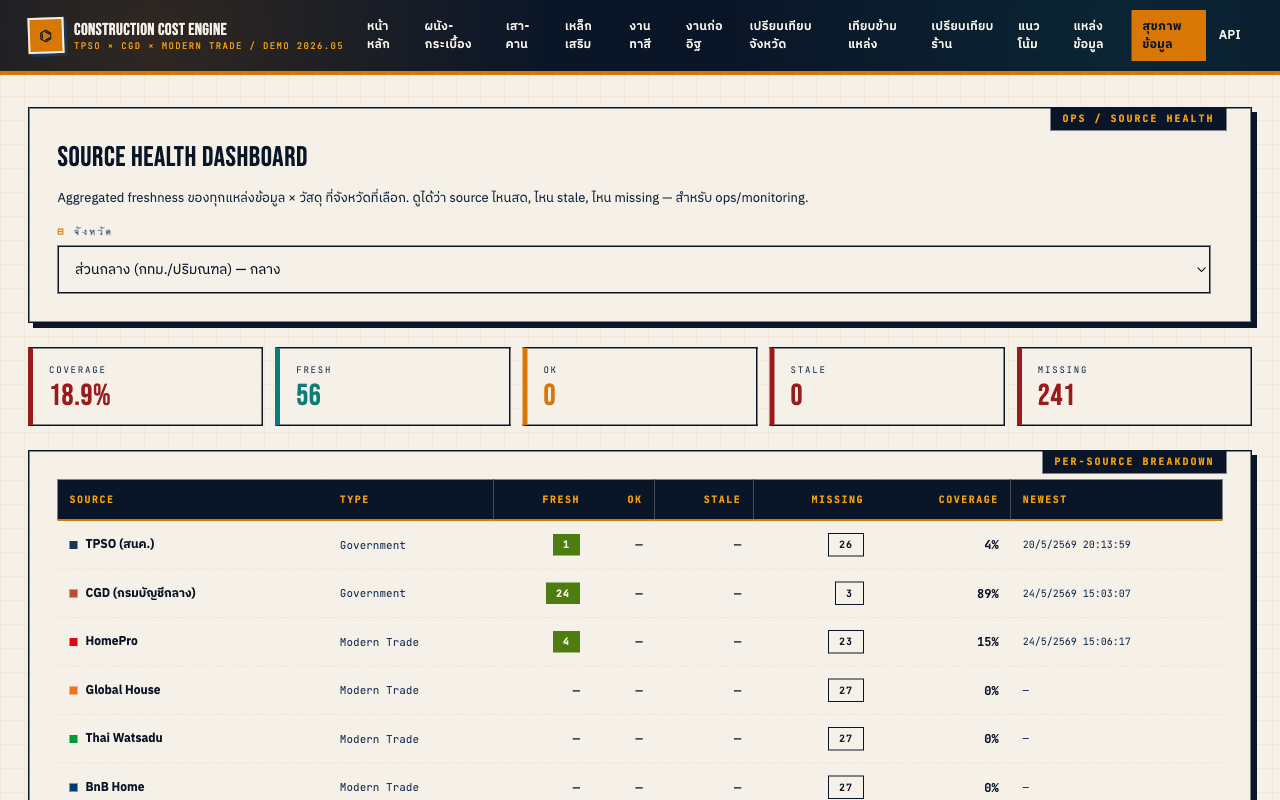 CONSTRUCTION COST ENGINE
TPSO × CGD × MODERN TRADE / DEMO 2026.05
หน้าหลัก
ผนัง-กระเบื้อง
เสา-คาน
เหล็กเสริม
งานทาสี
งานก่ออิฐ
เปรียบเทียบจังหวัด
เทียบข้ามแหล่ง
เปรียบเทียบร้าน
แนวโน้ม
แหล่งข้อมูล
สุขภาพข้อมูล
API
OPS / SOURCE HEALTH
SOURCE HEALTH DASHBOARD
Aggregated freshness ของทุกแหล่งข้อมูล × วัสดุ ที่จังหวัดที่เลือก. ดูได้ว่า source ไหนสด, ไหน stale, ไหน missing — สำหรับ ops/monitoring.
⊟ จังหวัด
ส่วนกลาง (กทม./ปริมณฑล) — กลาง
COVERAGE
18.9%
FRESH
56
OK
0
STALE
0
MISSING
241
PER-SOURCE BREAKDOWN
SOURCE TYPE FRESH OK STALE MISSING COVERAGE NEWEST
TPSO (สนค.) Government 1 — — 26 4% 20/5/2569 20:13:59
CGD (กรมบัญชีกลาง) Government 24 — — 3 89% 24/5/2569 15:03:07
HomePro Modern Trade 4 — — 23 15% 24/5/2569 15:06:17
Global House Modern Trade — — — 27 0% —
Thai Watsadu Modern Trade — — — 27 0% —
BnB Home Modern Trade — — — 27 0% —